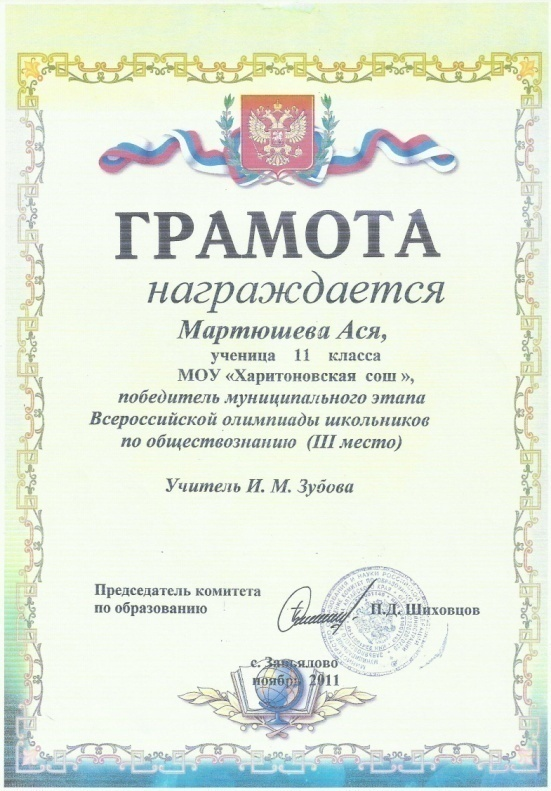 ГРАМОТА
награждается
Мартюшева Ася,
ученица 11 класса
МОУ «Харитоновская сош»,
победитель муниципального этапа
Всероссийской олимпиады школьников
по обществознанию (III место)
Учитель И. М. Зубова
Председатель комитета
по образованию
П.Д. Шиховцов
с. Завьялово
ноябрь 2011